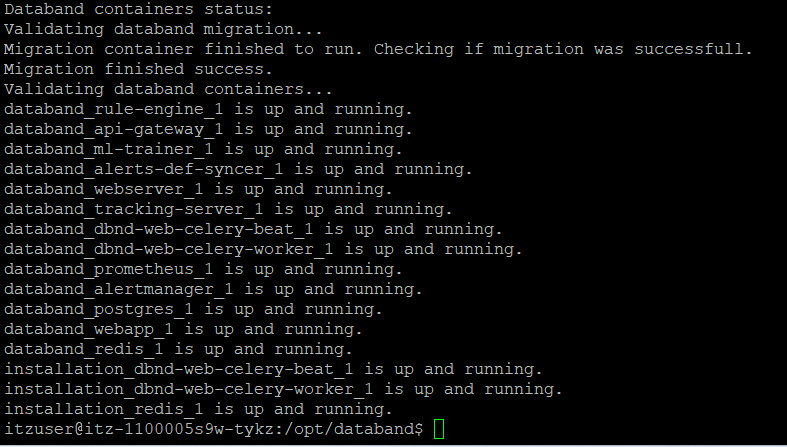 Databand containers status:
Validating databand migration...
Migration container finished to run. Checking if migration was successfull.
Migration finished success.
Validating databand containers...
databand_rule-engine_1 is up and running.
databand_api-gateway_1 is up and running.
databand_ml-trainer_1 is up and running.
databand_alerts-def-syncer_1 is up and running.
databand_webserver_1 is up and running.
databand_tracking-server_1 is up and running.
databand_dbnd-web-celery-beat_1 is up and running.
databand_dbnd-web-celery-worker_1 is up and running.
databand_prometheus_1 is up and running.
databand_alertmanager_1 is up and running.
databand_postgres_1 is up and running.
databand_webapp_1 is up and running.
databand_redis_1 is up and running.
installation_dbnd-web-celery-beat_1 is up and running.
installation_dbnd-web-celery-worker_1 is up and running.
installation_redis_1 is up and running.
itzuser@itz-1100005s9w-tykz:/opt/databand$